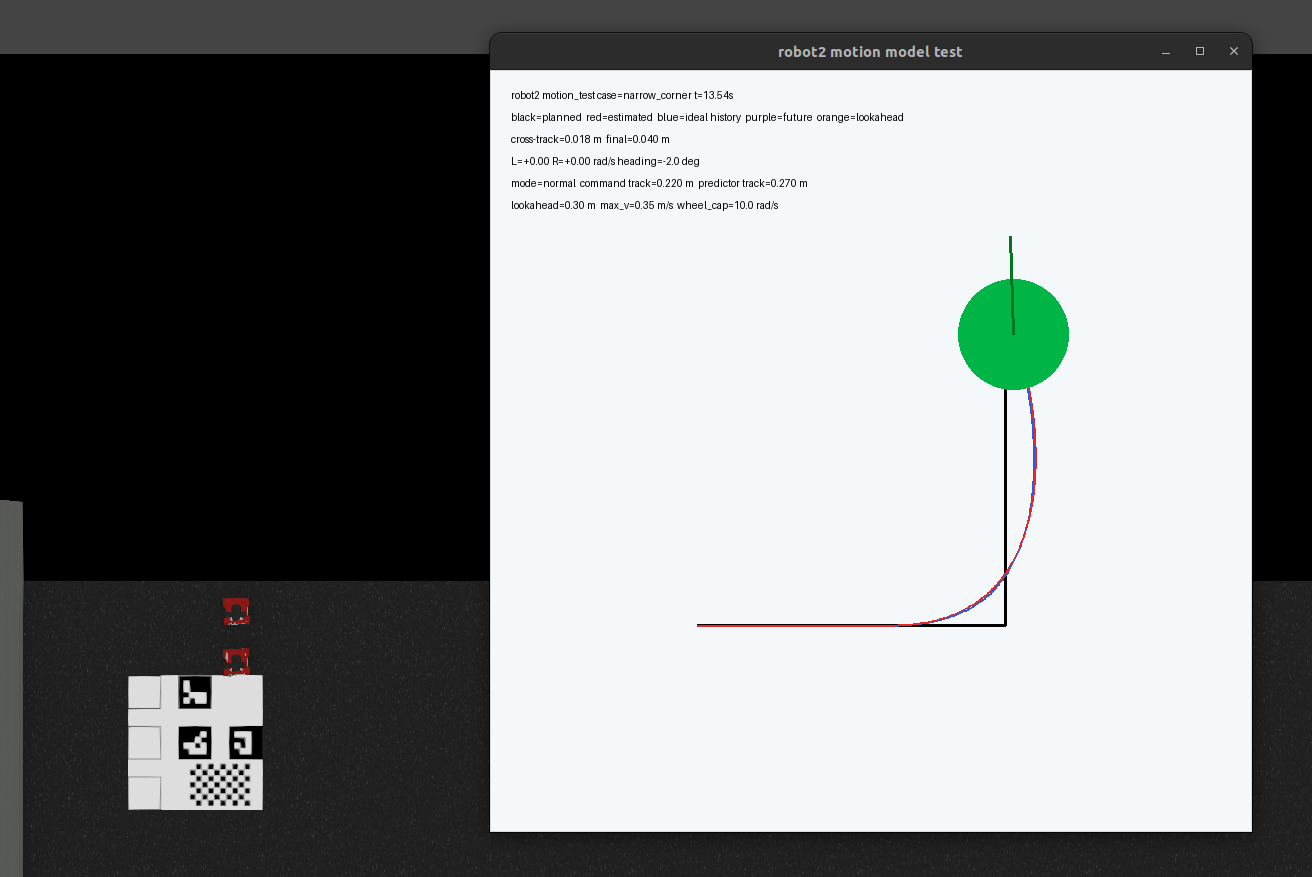 robot2 motion model test
robot2 motion_test case=narrow_corner t=13.54s
black=planned red=estimated blue=ideal history purple=future orange=lookahead
cross-track=0.018 m final=0.040 m
L=+0.00 R=+0.00 rad/s heading=-2.0 deg
mode=normal command track=0.220 m predictor track=0.270 m
lookahead=0.30 m max_v=0.35 m/s wheel_cap=10.0 rad/s